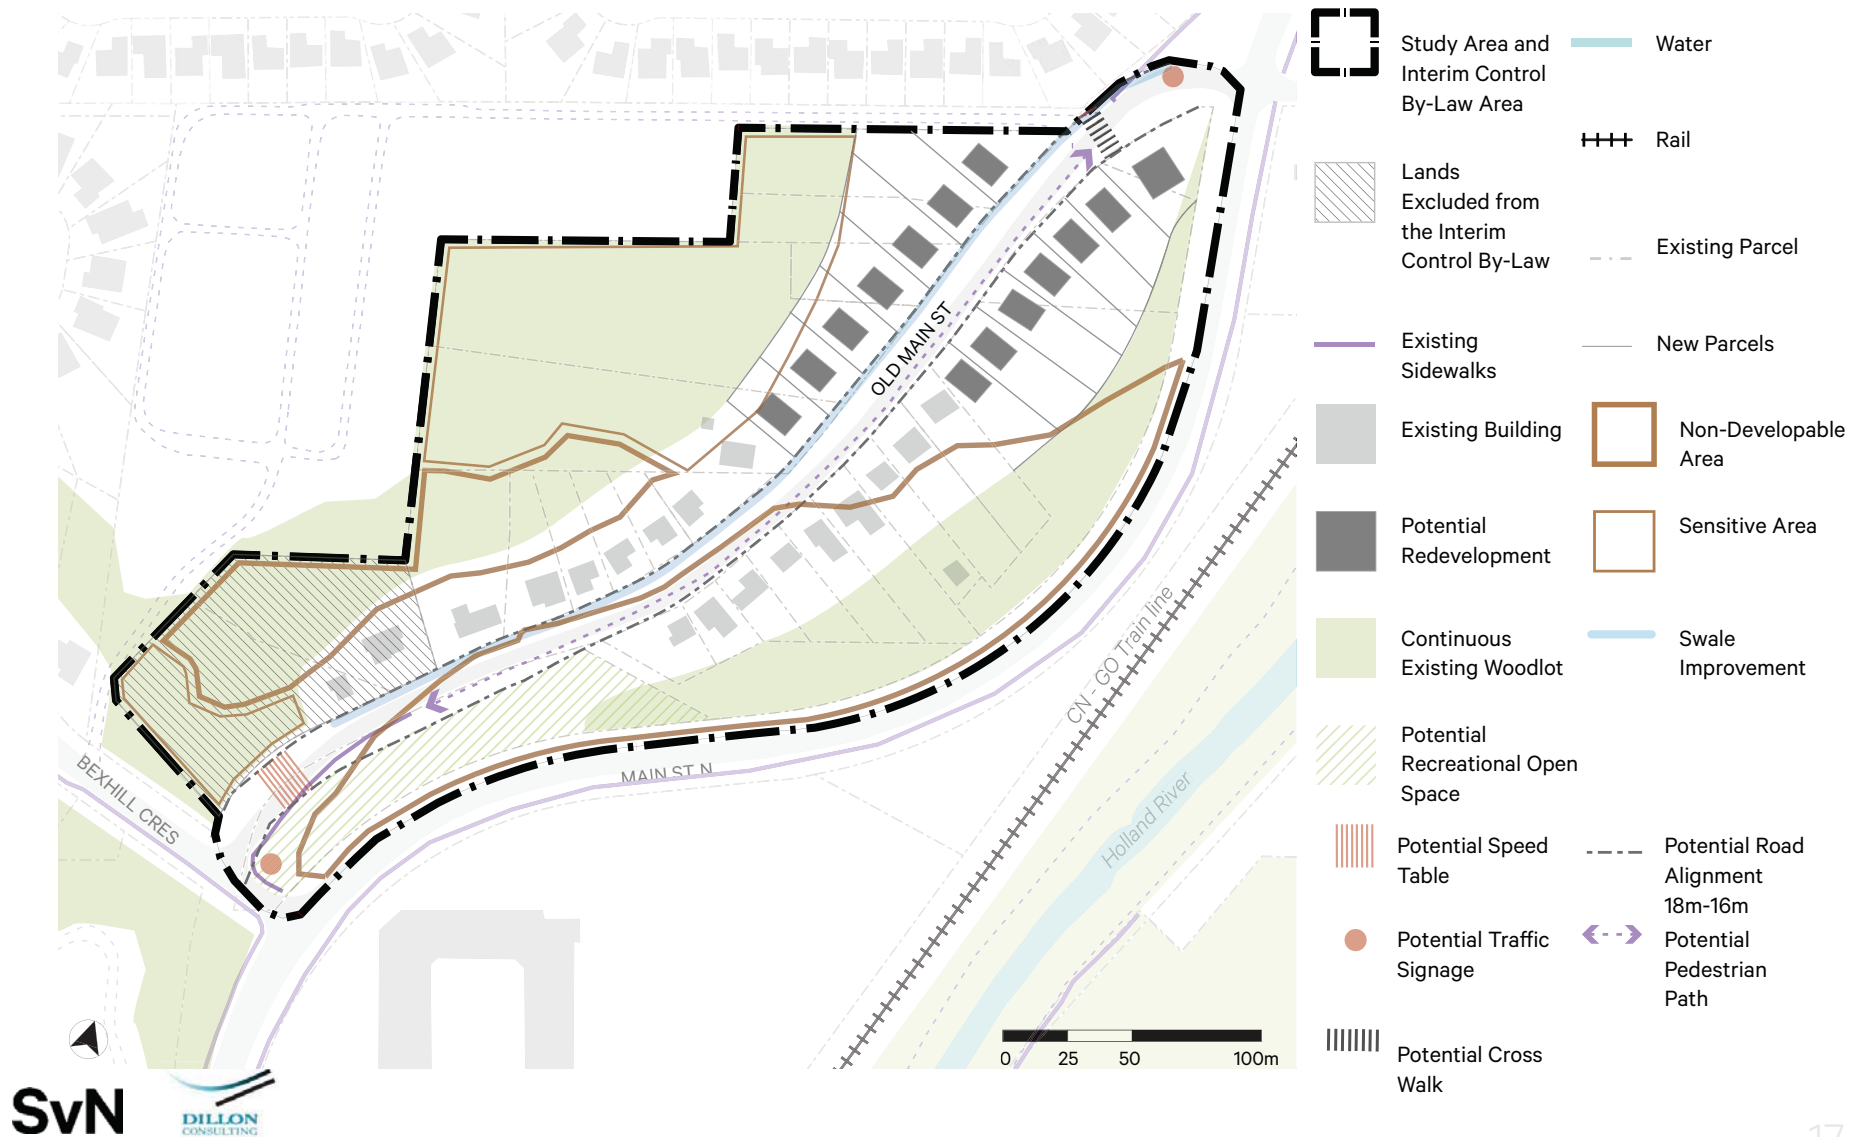 OLD MAIN ST
BEXHILL CRES
MAIN ST N
CN - GO Train line
Holland River
0 25 50 100m
Study Area and
Interim Control
By-Law Area
Lands
Excluded from
the Interim
Control By-Law
Existing
Sidewalks
Existing Building
Potential
Redevelopment
Continuous
Existing Woodlot
Potential
Recreational Open
Space
Potential Speed
Table
Potential Traffic
Signage
Potential Cross
Walk
Water
Rail
Existing Parcel
New Parcels
Non-Developable
Area
Sensitive Area
Swale
Improvement
Potential Road
Alignment
18m-16m
Potential
Pedestrian
Path
SvN
DILLON
CONSULTING
17